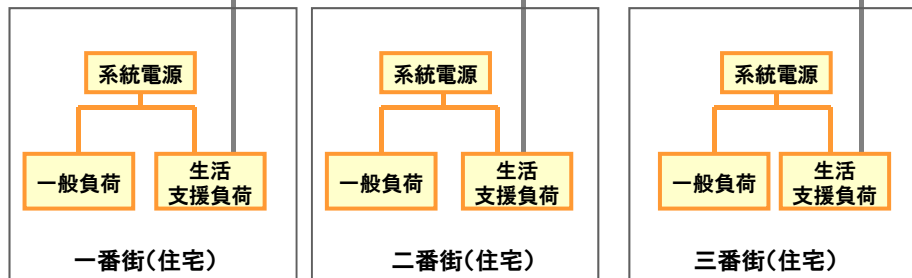 系統電源
一般負荷
生活
支援負荷
一番街(住宅)
系統電源
一般負荷
生活
支援負荷
二番街(住宅)
系統電源
一般負荷
生活
支援負荷
三番街(住宅)